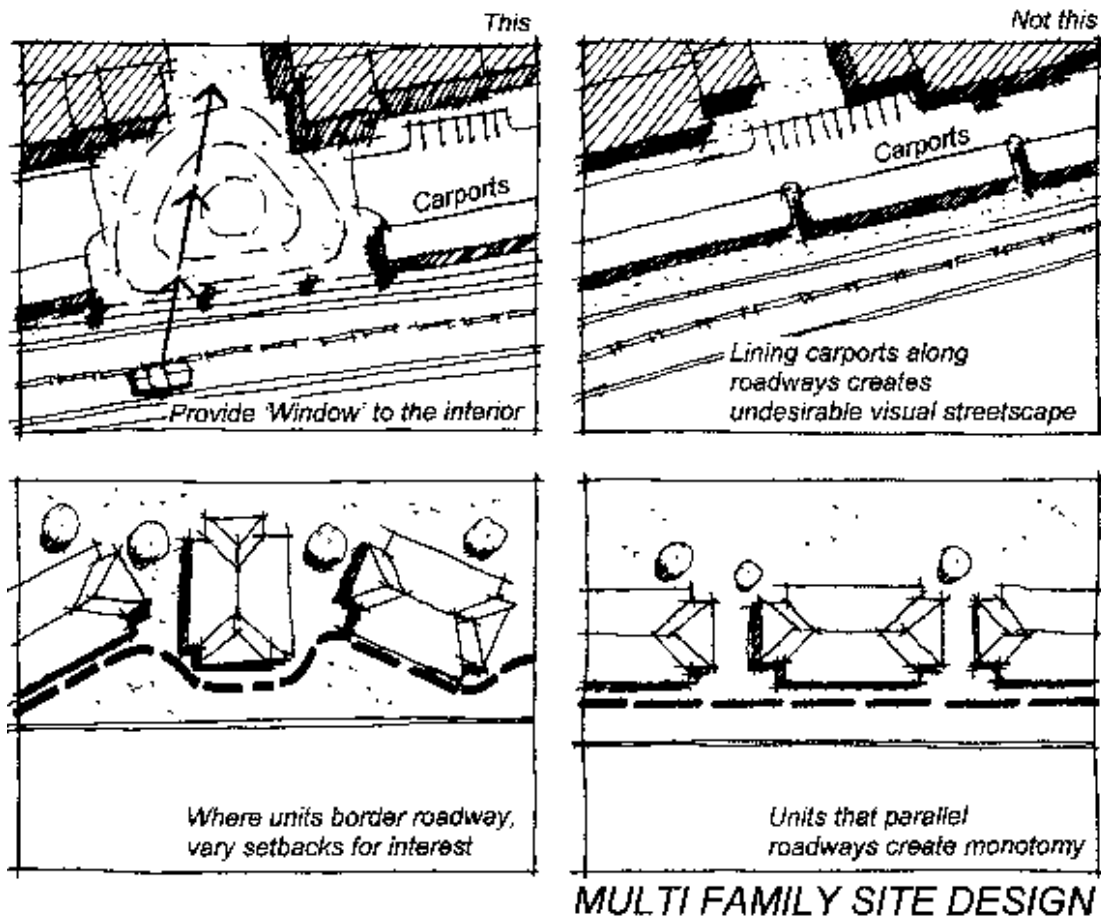 This
Not this
Carports
Carports
Provide 'Window' to the interior
Lining carports along
roadways creates
undesirable visual streetscape
Where units border roadway,
vary setbacks for interest
Units that parallel
roadways create monotomy
MULTI FAMILY SITE DESIGN